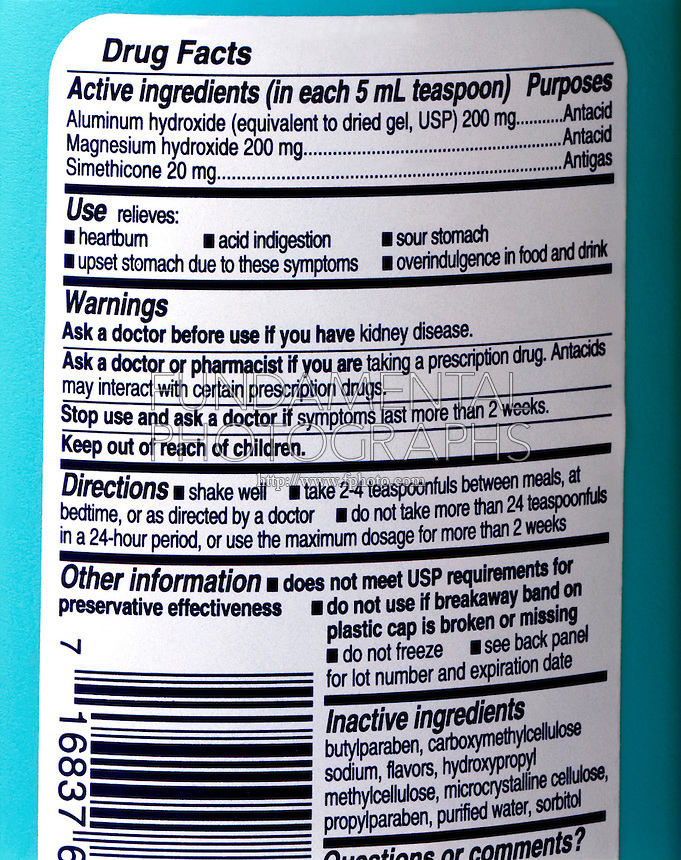 Drug Facts
Active ingredients (in each 5 mL teaspoon) Purposes
Aluminum hydroxide (equivalent to dried gel, USP) 200 mg..........Antacid
Magnesium hydroxide 200 mg..........Antacid
Simethicone 20 mg..........Antigas
Use relieves:
■ heartburn ■ acid indigestion ■ sour stomach
■ upset stomach due to these symptoms ■ overindulgence in food and drink
Warnings
Ask a doctor before use if you have kidney disease.
Ask a doctor or pharmacist if you are taking a prescription drug. Antacids
may interact with certain prescription drugs.
Stop use and ask a doctor if symptoms last more than 2 weeks.
Keep out of reach of children.
FUNDAMENTAL
PHOTOGRAPHS
http://www.fphoto.com
Directions ■ shake well ■ take 2-4 teaspoonfuls between meals, at
bedtime, or as directed by a doctor ■ do not take more than 24 teaspoonfuls
in a 24-hour period, or use the maximum dosage for more than 2 weeks
Other information ■ does not meet USP requirements for
preservative effectiveness ■ do not use if breakaway band on
plastic cap is broken or missing
■ do not freeze ■ see back panel
for lot number and expiration date
7 16837 6
Inactive ingredients
butylparaben, carboxymethylcellulose
sodium, flavors, hydroxypropyl
methylcellulose, microcrystalline cellulose,
propylparaben, purified water, sorbitol
Questions or comments?